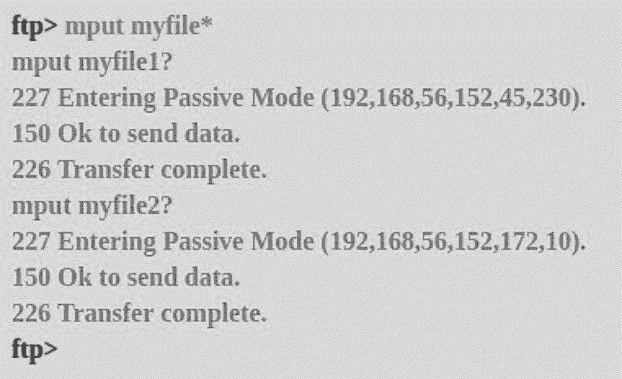 ftp> mput myfile*
mput myfile1?
227 Entering Passive Mode (192,168,56,152,45,230).
150 Ok to send data.
226 Transfer complete.
mput myfile2?
227 Entering Passive Mode (192,168,56,152,172,10).
150 Ok to send data.
226 Transfer complete.
ftp>